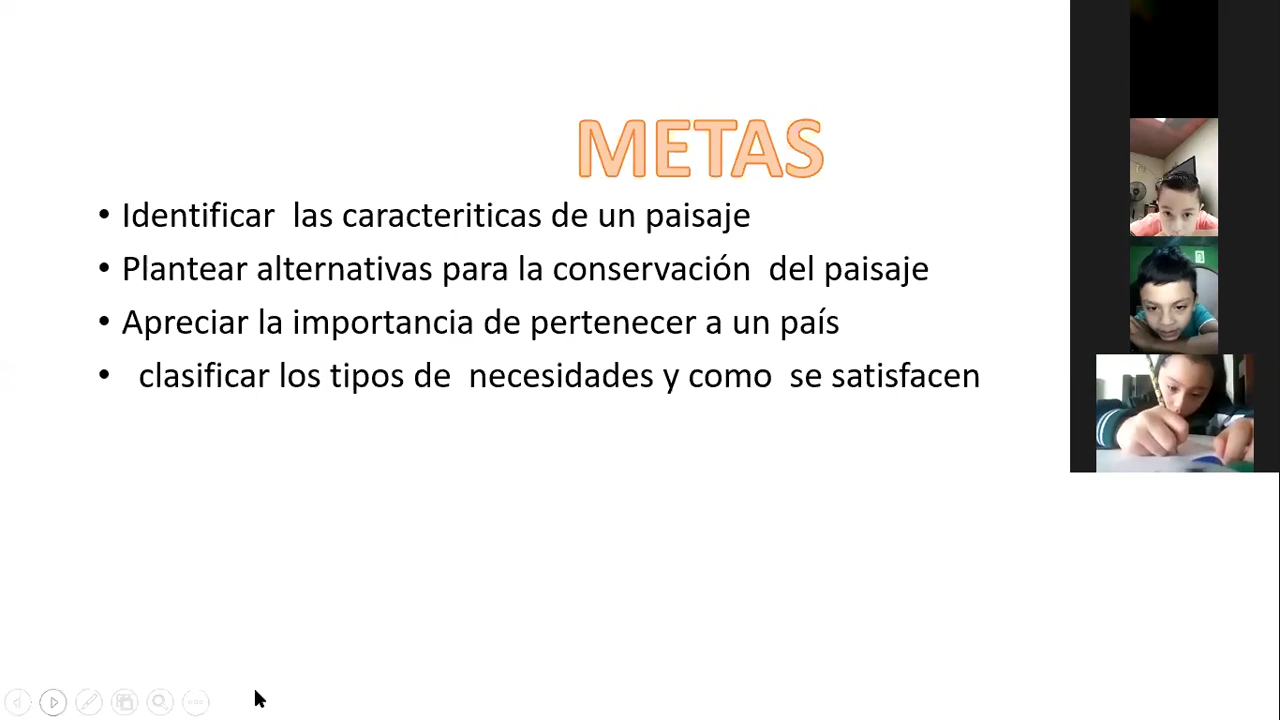 METAS
• Identificar las caracteriticas de un paisaje
• Plantear alternativas para la conservación del paisaje
• Apreciar la importancia de pertenecer a un país
• clasificar los tipos de necesidades y como se satisfacen